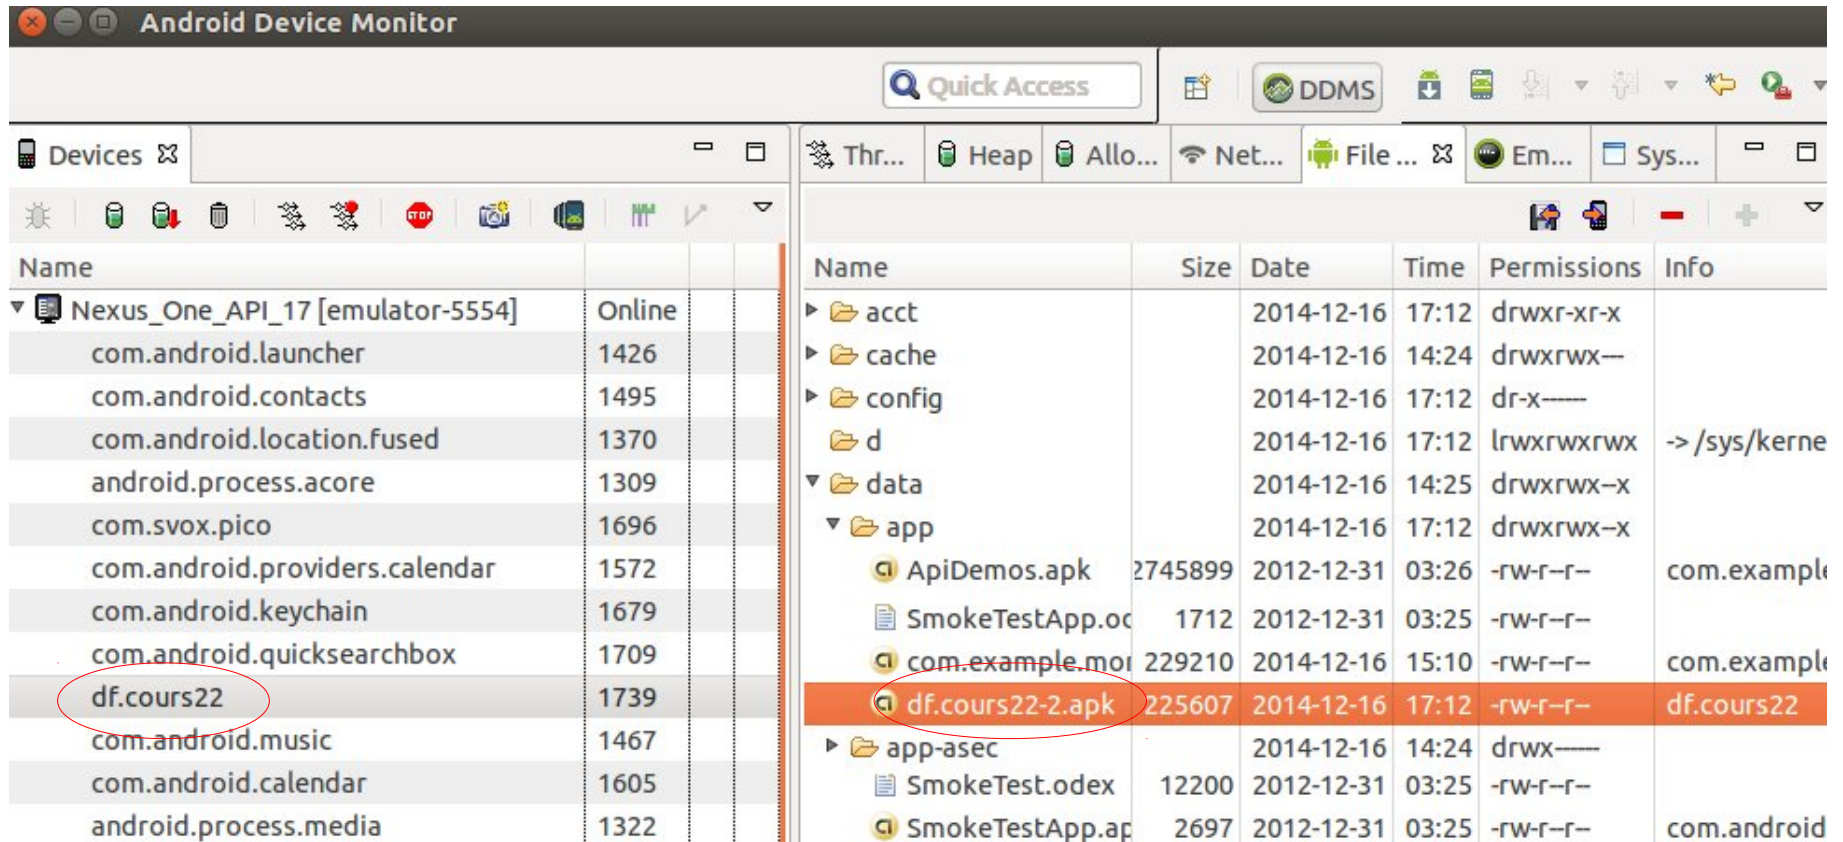 Android Device Monitor
Quick Access
DDMS
Devices
Thr... Heap Allo... Net... File ... Em... Sys...
STOP
Name
Name Size Date Time Permissions Info
Nexus_One_API_17 [emulator-5554] Online
acct 2014-12-16 17:12 drwxr-xr-x
com.android.launcher 1426
cache 2014-12-16 14:24 drwxrwx---
com.android.contacts 1495
config 2014-12-16 17:12 dr-x------
com.android.location.fused 1370
d 2014-12-16 17:12 lrwxrwxrwx -> /sys/kerne
android.process.acore 1309
data 2014-12-16 14:25 drwxrwx--x
com.svox.pico 1696
app 2014-12-16 17:12 drwxrwx--x
com.android.providers.calendar 1572
ApiDemos.apk 2745899 2012-12-31 03:26 -rw-r--r-- com.example
com.android.keychain 1679
SmokeTestApp.od 1712 2012-12-31 03:25 -rw-r--r--
com.android.quicksearchbox 1709
com.example.mor 229210 2014-12-16 15:10 -rw-r--r-- com.example
df.cours22 1739
df.cours22-2.apk 225607 2014-12-16 17:12 -rw-r--r-- df.cours22
com.android.music 1467
app-asec 2014-12-16 14:24 drwx------
com.android.calendar 1605
SmokeTest.odex 12200 2012-12-31 03:25 -rw-r--r--
android.process.media 1322
SmokeTestApp.ap 2697 2012-12-31 03:25 -rw-r--r-- com.android